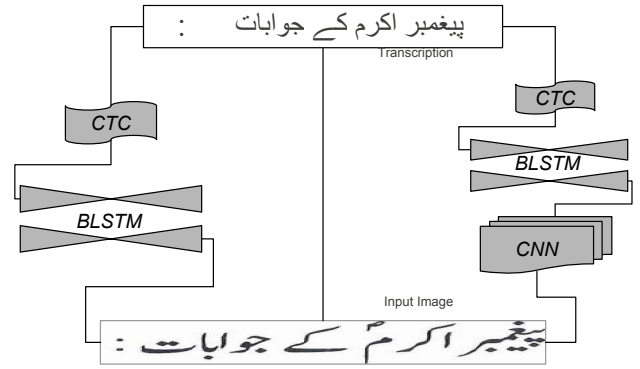 پیغمبر اکرم کے جوابات :
Transcription
CTC
CTC
BLSTM
BLSTM
CNN
Input Image
پیغمبر اکرمؐ کے جوابات :